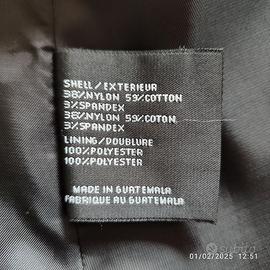 SHELL/EXTERIEUR
38%NYLON 59%COTTON
3%SPANDEX
38%NYLON 59%COTON
3%SPANDEX
LINING/DOUBLURE
100%POLYESTER
100%POLYESTER
MADE IN GUATEMALA
FABRIQUE AU GUATEMALA
01/02/2025 12:51
subito